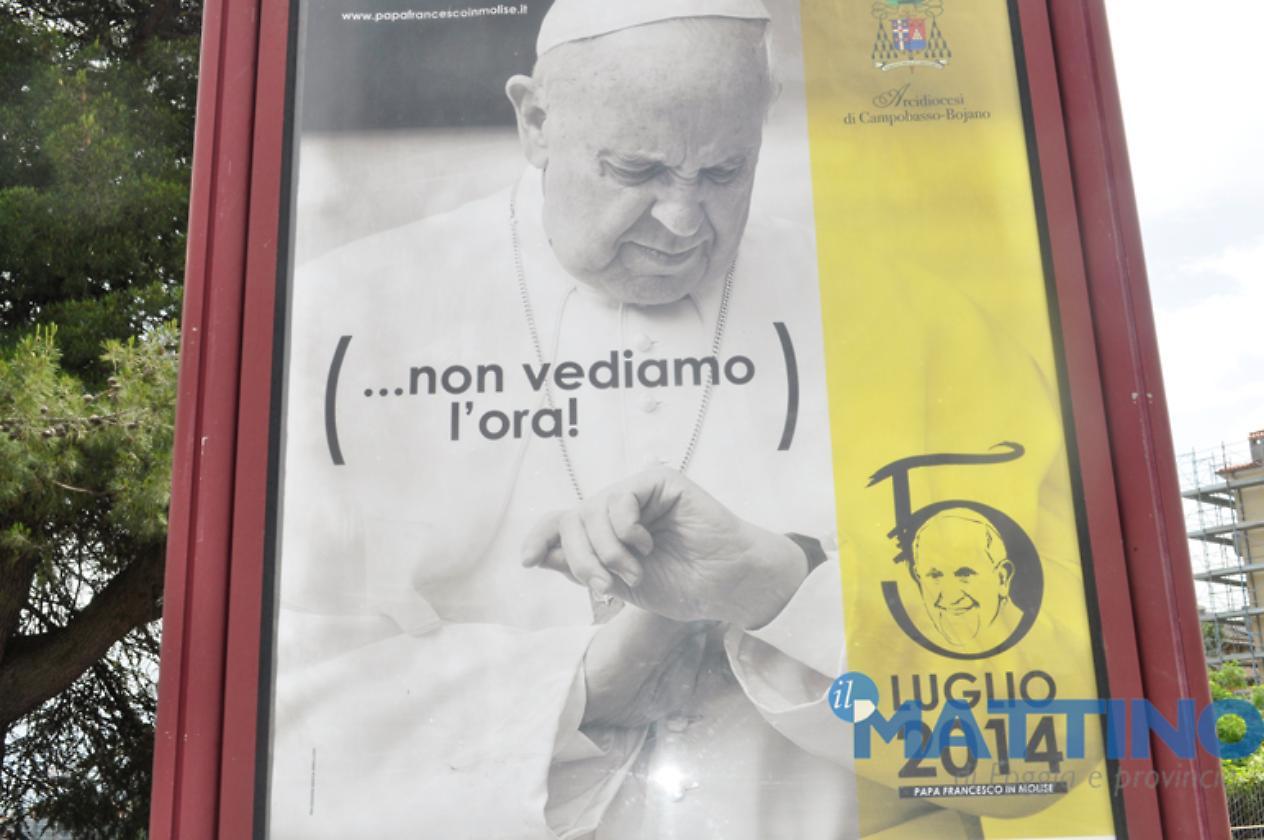 www.papafrancescoinmolise.it
Arcidiocesi
di Campobasso-Bojano
(...non vediamo
l'ora!)
5
LUGLIO
2014
PAPA FRANCESCO IN MOLISE
il MATTINO
di Foggia e provincia